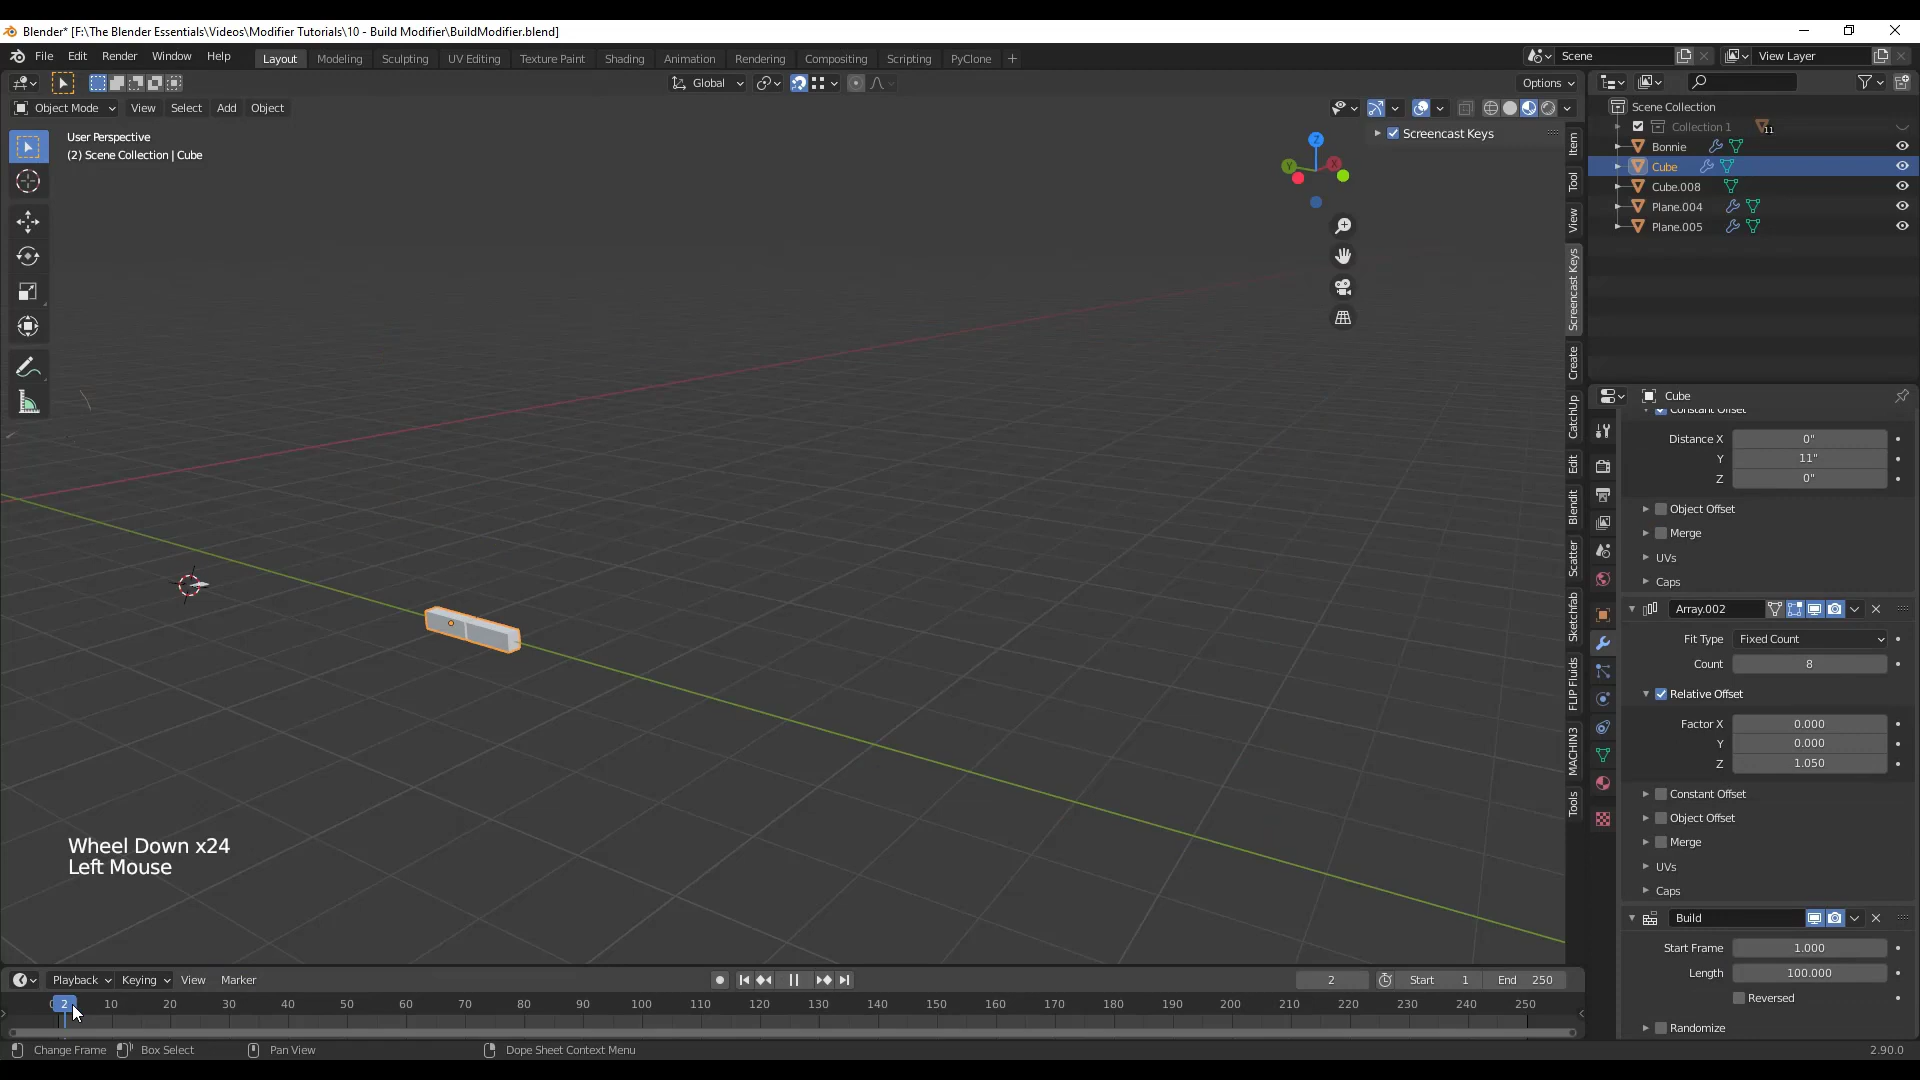 Blender* [F:\The Blender Essentials\Videos\Modifier Tutorials\10 - Build Modifier\BuildModifier.blend]
File Edit Render Window Help
Layout Modeling Sculpting UV Editing Texture Paint Shading Animation Rendering Compositing Scripting PyClone +
Scene
View Layer
Global
Options
Object Mode View Select Add Object
User Perspective
(2) Scene Collection | Cube
Screencast Keys
Z
Y
X
Item
Tool
View
Screencast Keys
Create
CatchUp
Edit
Blendit
Scatter
Sketchfab
FLIP Fluids
MACHIN3
Tools
Scene Collection
Collection 1 11
Bonnie
Cube
Cube.008
Plane.004
Plane.005
Cube
Constant Offset
Distance X 0"
Y 11"
Z 0"
Object Offset
Merge
UVs
Caps
Array.002
Fit Type Fixed Count
Count 8
Relative Offset
Factor X 0.000
Y 0.000
Z 1.050
Constant Offset
Object Offset
Merge
UVs
Caps
Build
Start Frame 1.000
Length 100.000
Reversed
Randomize
Wheel Down x24
Left Mouse
Playback Keying View Marker
2 Start 1 End 250
2 10 20 30 40 50 60 70 80 90 100 110 120 130 140 150 160 170 180 190 200 210 220 230 240 250
Change Frame Box Select Pan View Dope Sheet Context Menu
2.90.0